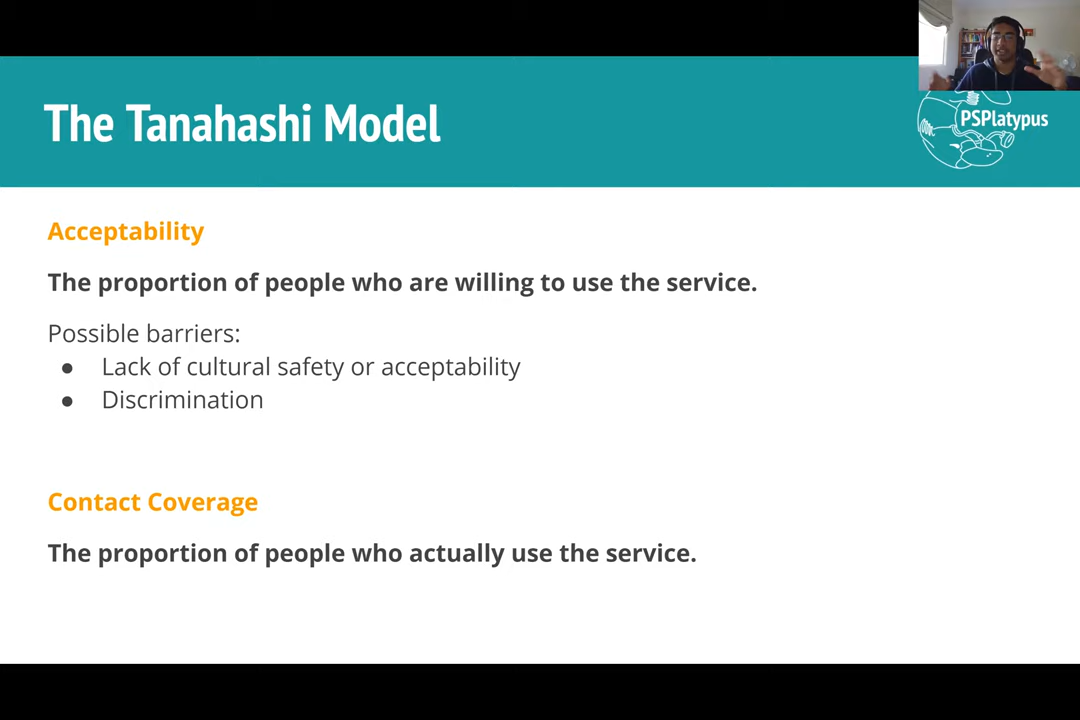 The Tanahashi Model
PSPlatypus
Acceptability
The proportion of people who are willing to use the service.
Possible barriers:
● Lack of cultural safety or acceptability
● Discrimination
Contact Coverage
The proportion of people who actually use the service.